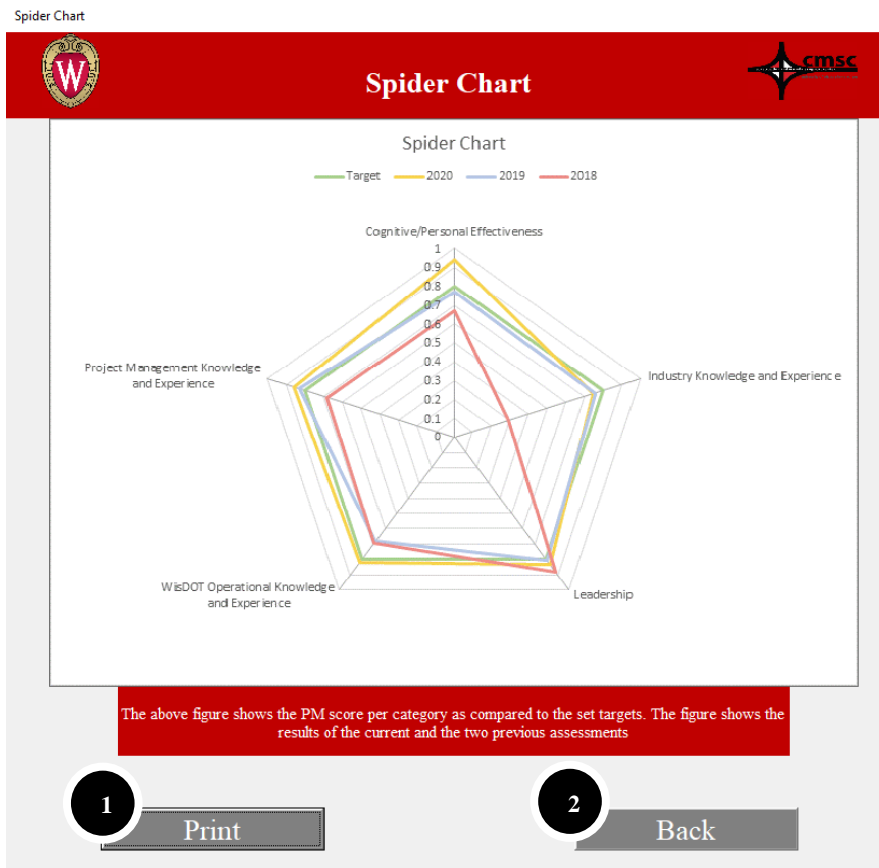 Spider Chart
W
Spider Chart
cmsc
Spider Chart
Target 2020 2019 2018
Cognitive/Personal Effectiveness
1
0.9
0.8
0.7
0.6
0.5
0.4
0.3
0.2
0.1
0
Industry Knowledge and Experience
Leadership
WisDOT Operational Knowledge
and Experience
Project Management Knowledge
and Experience
The above figure shows the PM score per category as compared to the set targets. The figure shows the
results of the current and the two previous assessments
1
Print
2
Back